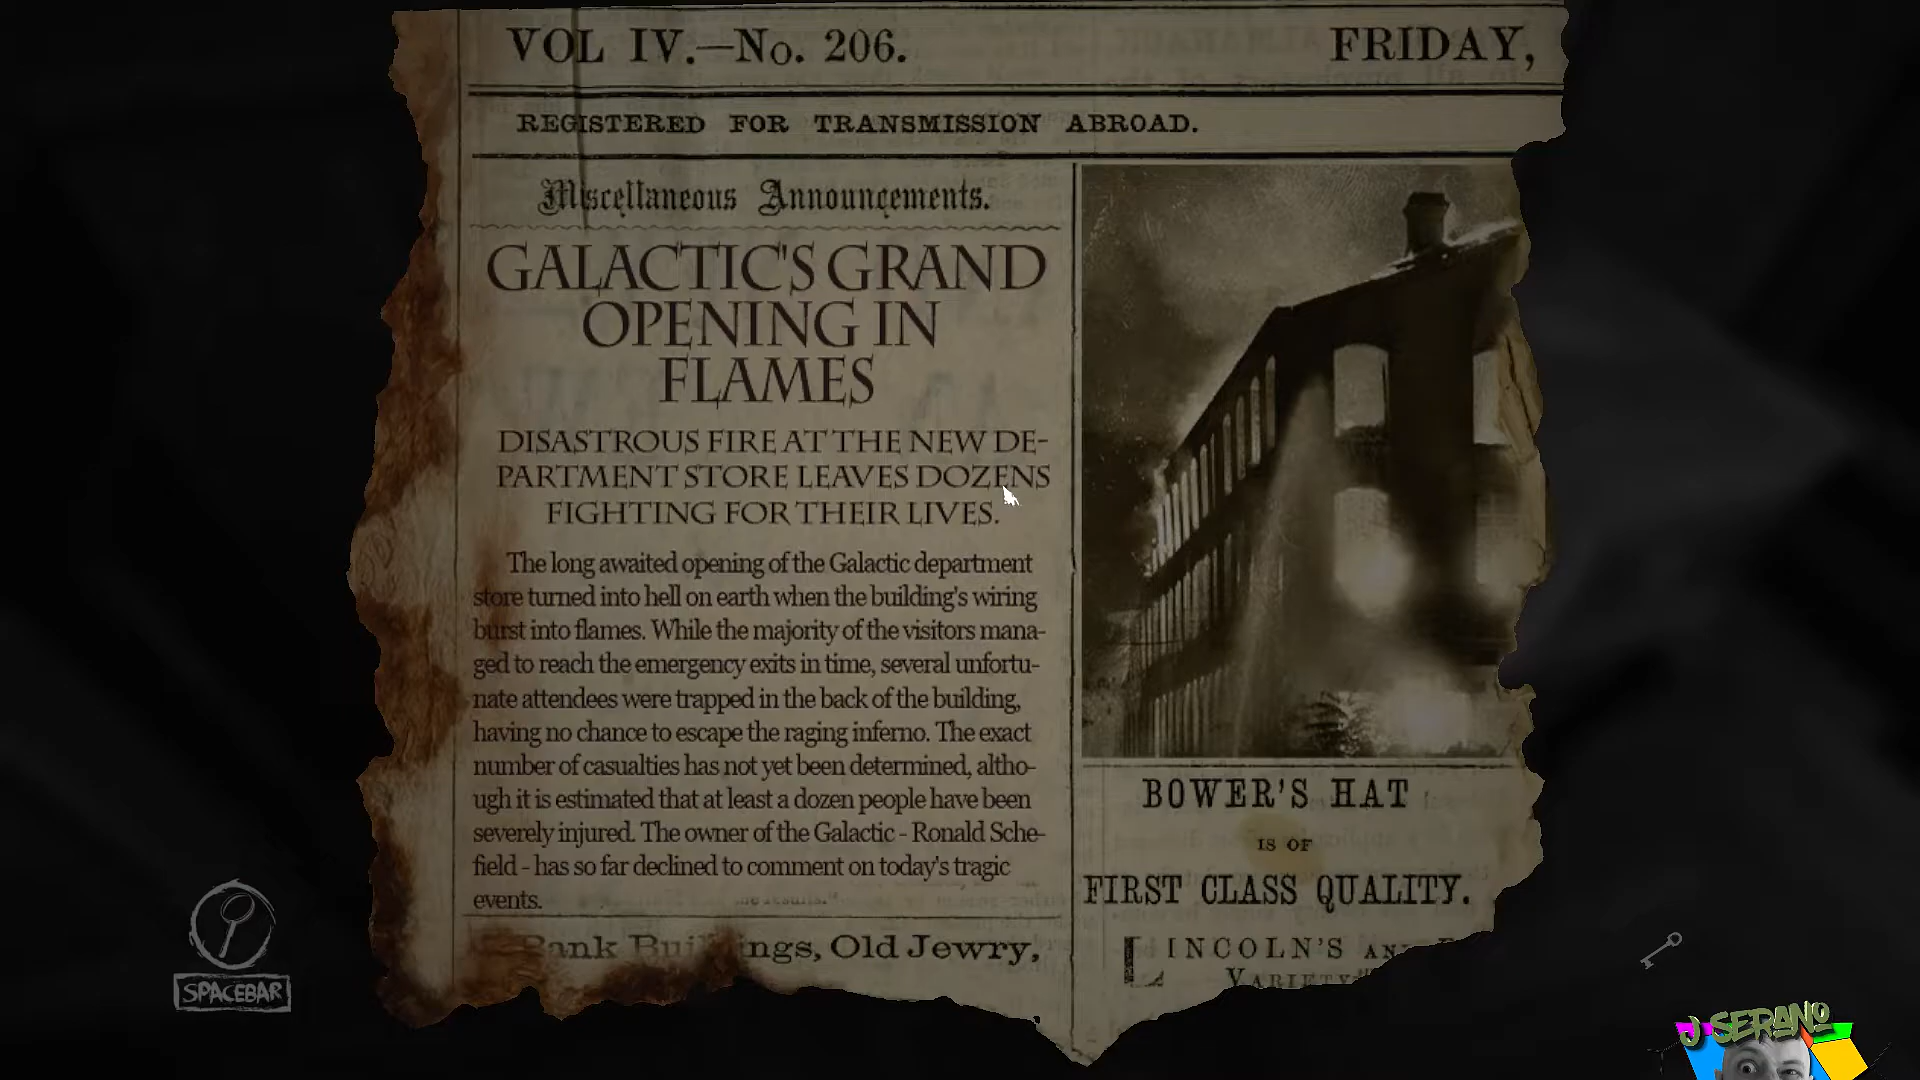 VOL IV.—No. 206.
FRIDAY,
REGISTERED FOR TRANSMISSION ABROAD.
Miscellaneous Announcements.
GALACTIC'S GRAND
OPENING IN
FLAMES
DISASTROUS FIRE AT THE NEW DE-
PARTMENT STORE LEAVES DOZENS
FIGHTING FOR THEIR LIVES.
The long awaited opening of the Galactic department
store turned into hell on earth when the building's wiring
burst into flames. While the majority of the visitors mana-
ged to reach the emergency exits in time, several unfortu-
nate attendees were trapped in the back of the building,
having no chance to escape the raging inferno. The exact
number of casualties has not yet been determined, altho-
ugh it is estimated that at least a dozen people have been
severely injured. The owner of the Galactic - Ronald Sche-
field - has so far declined to comment on today's tragic
events.
Old Jewry,
BOWER'S HAT
IS OF
FIRST CLASS QUALITY.
LINCOLN'S
VARIETY
SPACEBAR
J SERANO